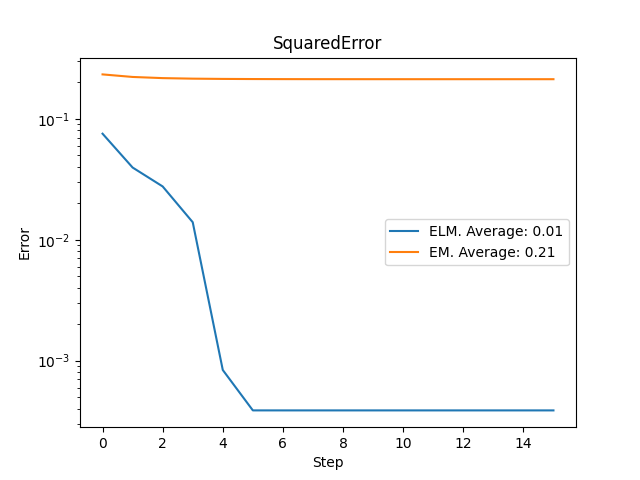 SquaredError
10⁻¹
10⁻²
10⁻³
Error
ELM. Average: 0.01
EM. Average: 0.21
0 2 4 6 8 10 12 14
Step